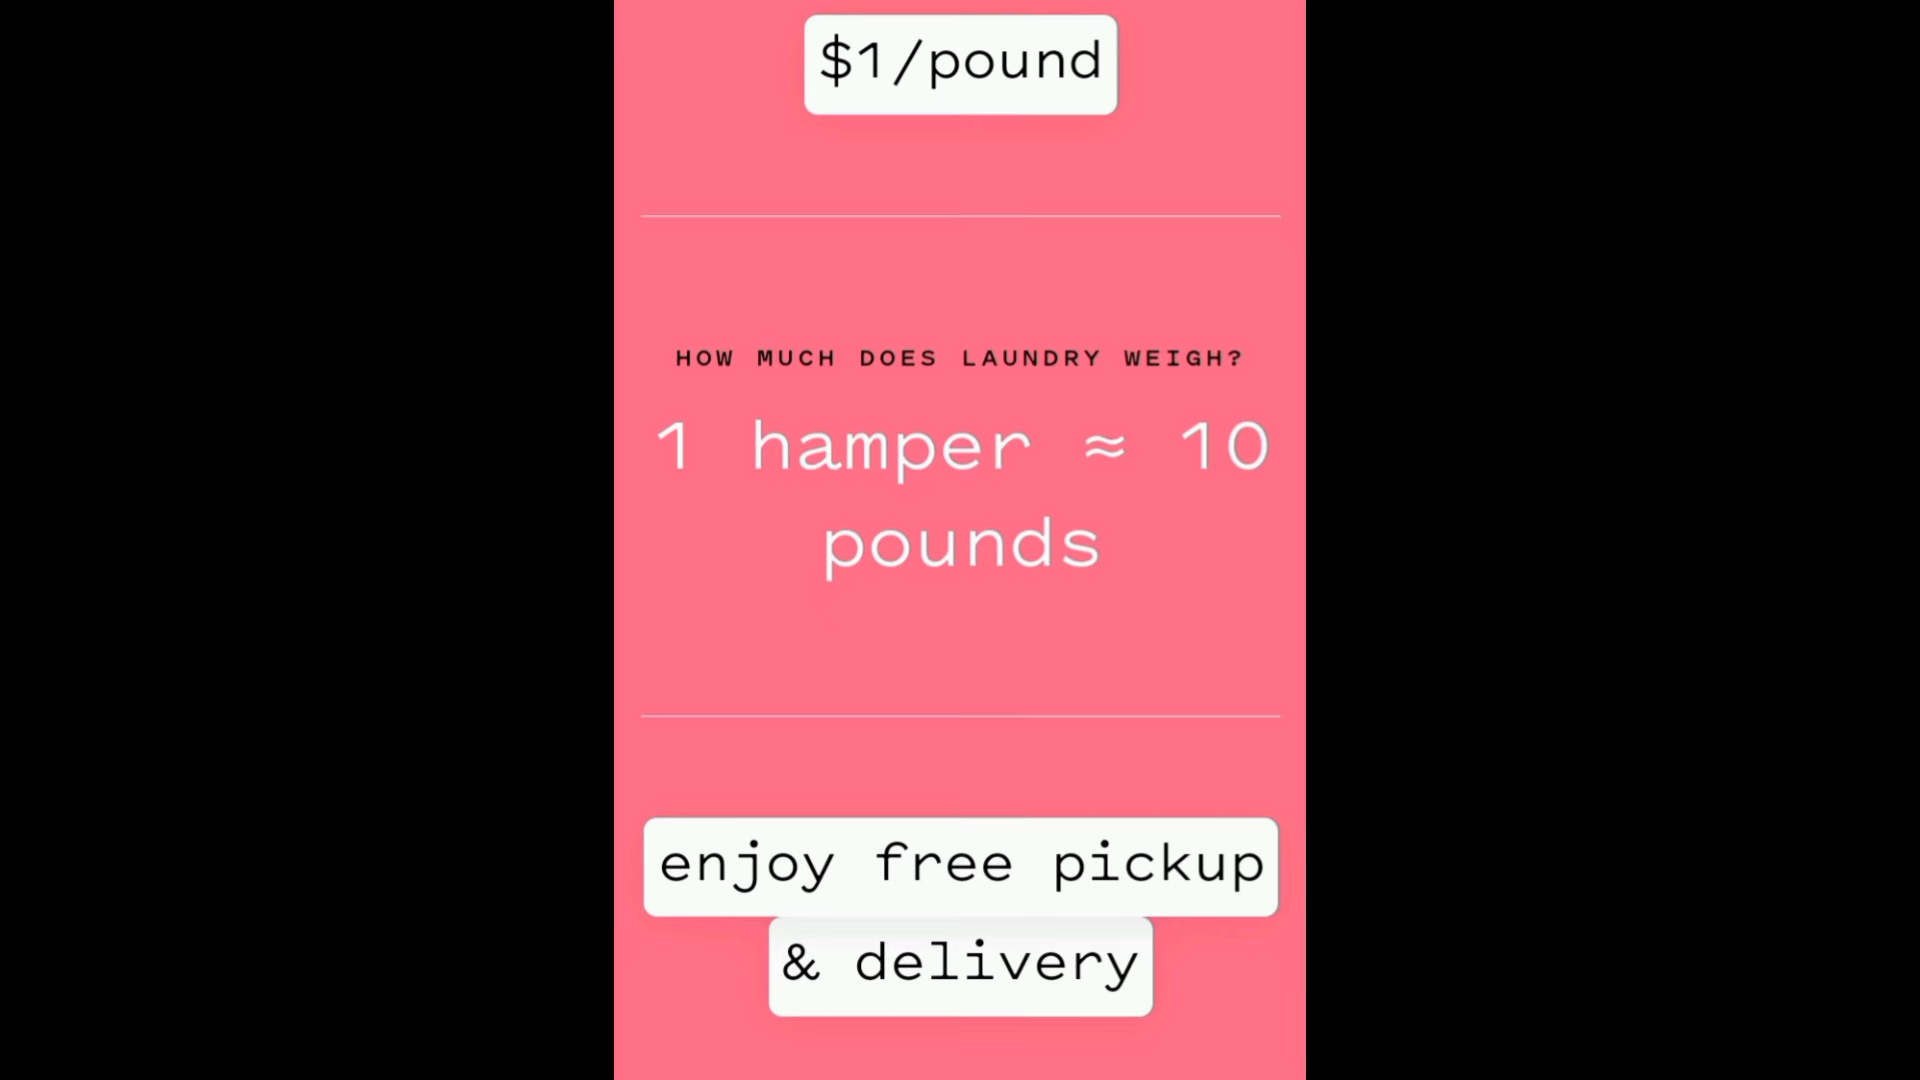 $1/pound
HOW MUCH DOES LAUNDRY WEIGH?
1 hamper ≈ 10
pounds
enjoy free pickup
& delivery